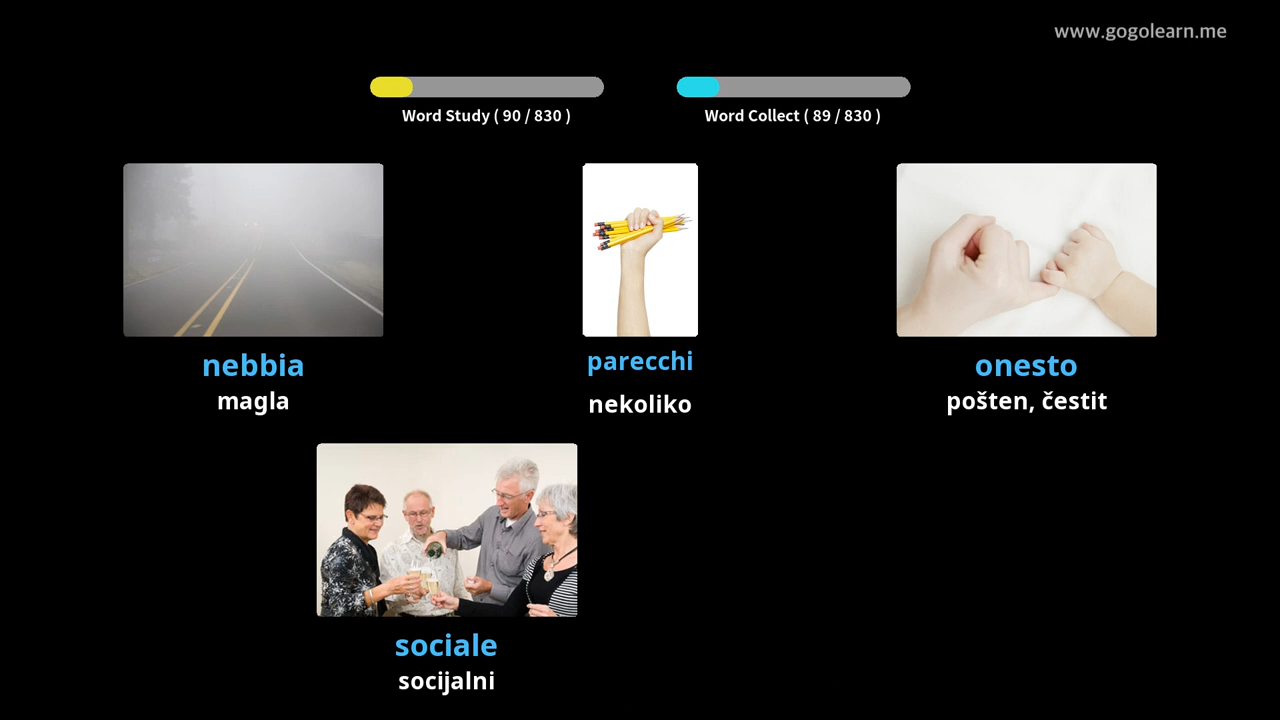 www.gogolearn.me
Word Study ( 90 / 830 )
Word Collect ( 89 / 830 )
nebbia
magla
parecchi
nekoliko
onesto
pošten, čestit
sociale
socijalni